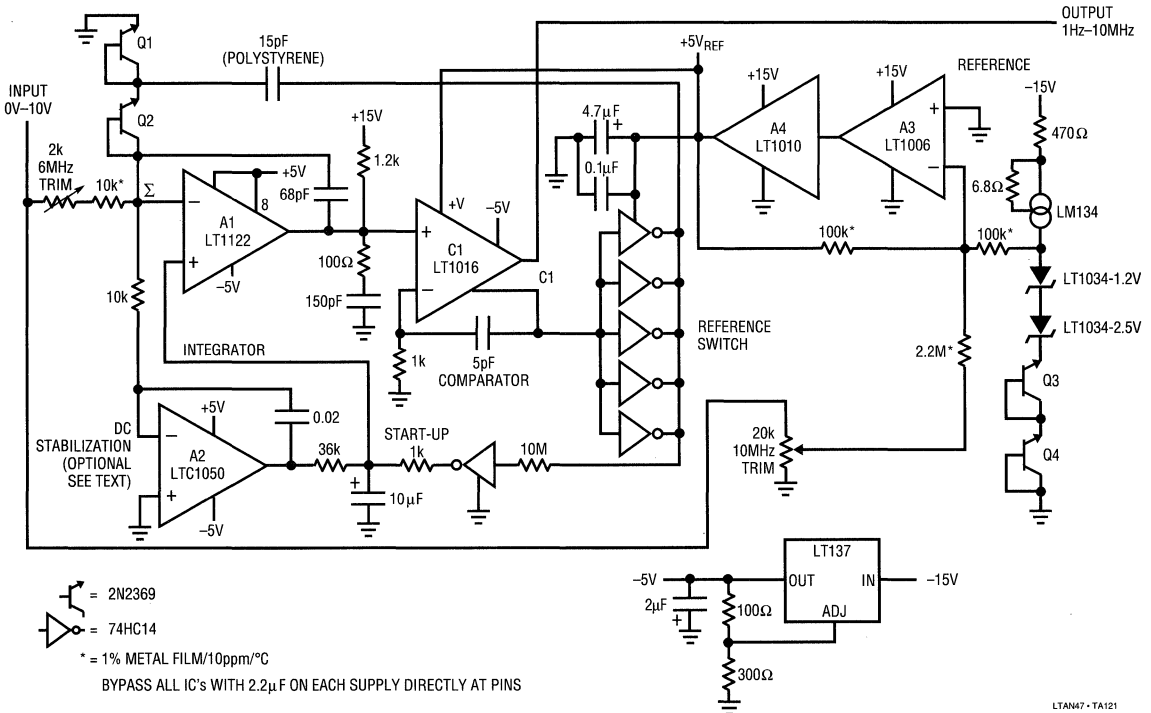 OUTPUT
1Hz–10MHz
Q1
15pF
(POLYSTYRENE)
+5VREF
INPUT
0V–10V
Q2
+15V
+15V
REFERENCE
–15V
4.7µF
+
A4
LT1010
A3
LT1006
+
–
470Ω
2k
6MHz
TRIM
10k*
Σ
+5V
8
68pF
+15V
1.2k
0.1µF
6.8Ω
LM134
–
A1
LT1122
+
–5V
+V
–5V
+
C1
LT1016
–
C1
100k*
100k*
100Ω
150pF
LT1034-1.2V
10k
LT1034-2.5V
INTEGRATOR
1k
5pF
COMPARATOR
REFERENCE
SWITCH
2.2M*
Q3
DC
STABILIZATION
(OPTIONAL
SEE TEXT)
+5V
–
A2
LTC1050
+
–5V
0.02
36k
START-UP
1k
10M
+
10µF
20k
10MHz
TRIM
Q4
LT137
–5V
OUT
IN
–15V
ADJ
2µF
+
100Ω
300Ω
= 2N2369
= 74HC14
* = 1% METAL FILM/10ppm/°C
BYPASS ALL IC's WITH 2.2µF ON EACH SUPPLY DIRECTLY AT PINS
LTAN47 • TA121